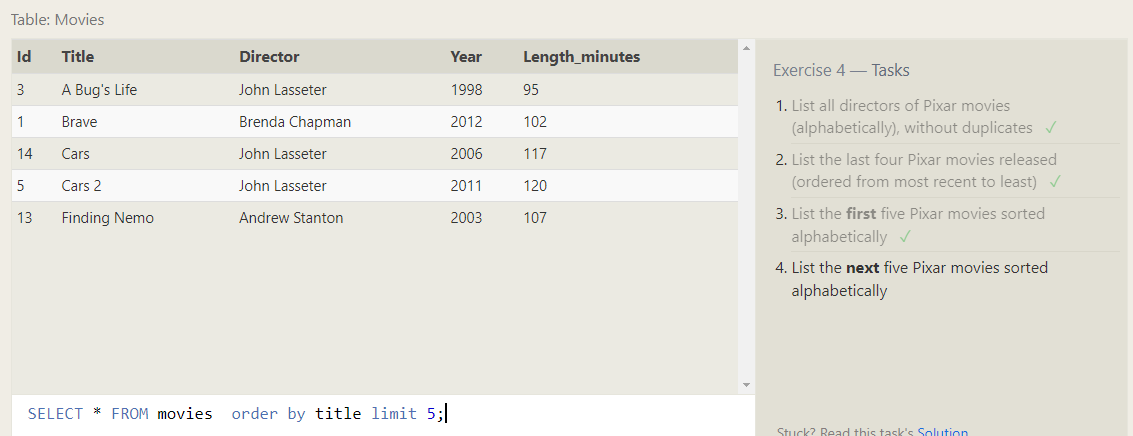 Table: Movies
Id Title Director Year Length_minutes
3 A Bug's Life John Lasseter 1998 95
1 Brave Brenda Chapman 2012 102
14 Cars John Lasseter 2006 117
5 Cars 2 John Lasseter 2011 120
13 Finding Nemo Andrew Stanton 2003 107
SELECT * FROM movies  order by title limit 5;
Exercise 4 — Tasks
1. List all directors of Pixar movies
(alphabetically), without duplicates ✓
2. List the last four Pixar movies released
(ordered from most recent to least) ✓
3. List the first five Pixar movies sorted
alphabetically ✓
4. List the next five Pixar movies sorted
alphabetically
Stuck? Read this task's Solution